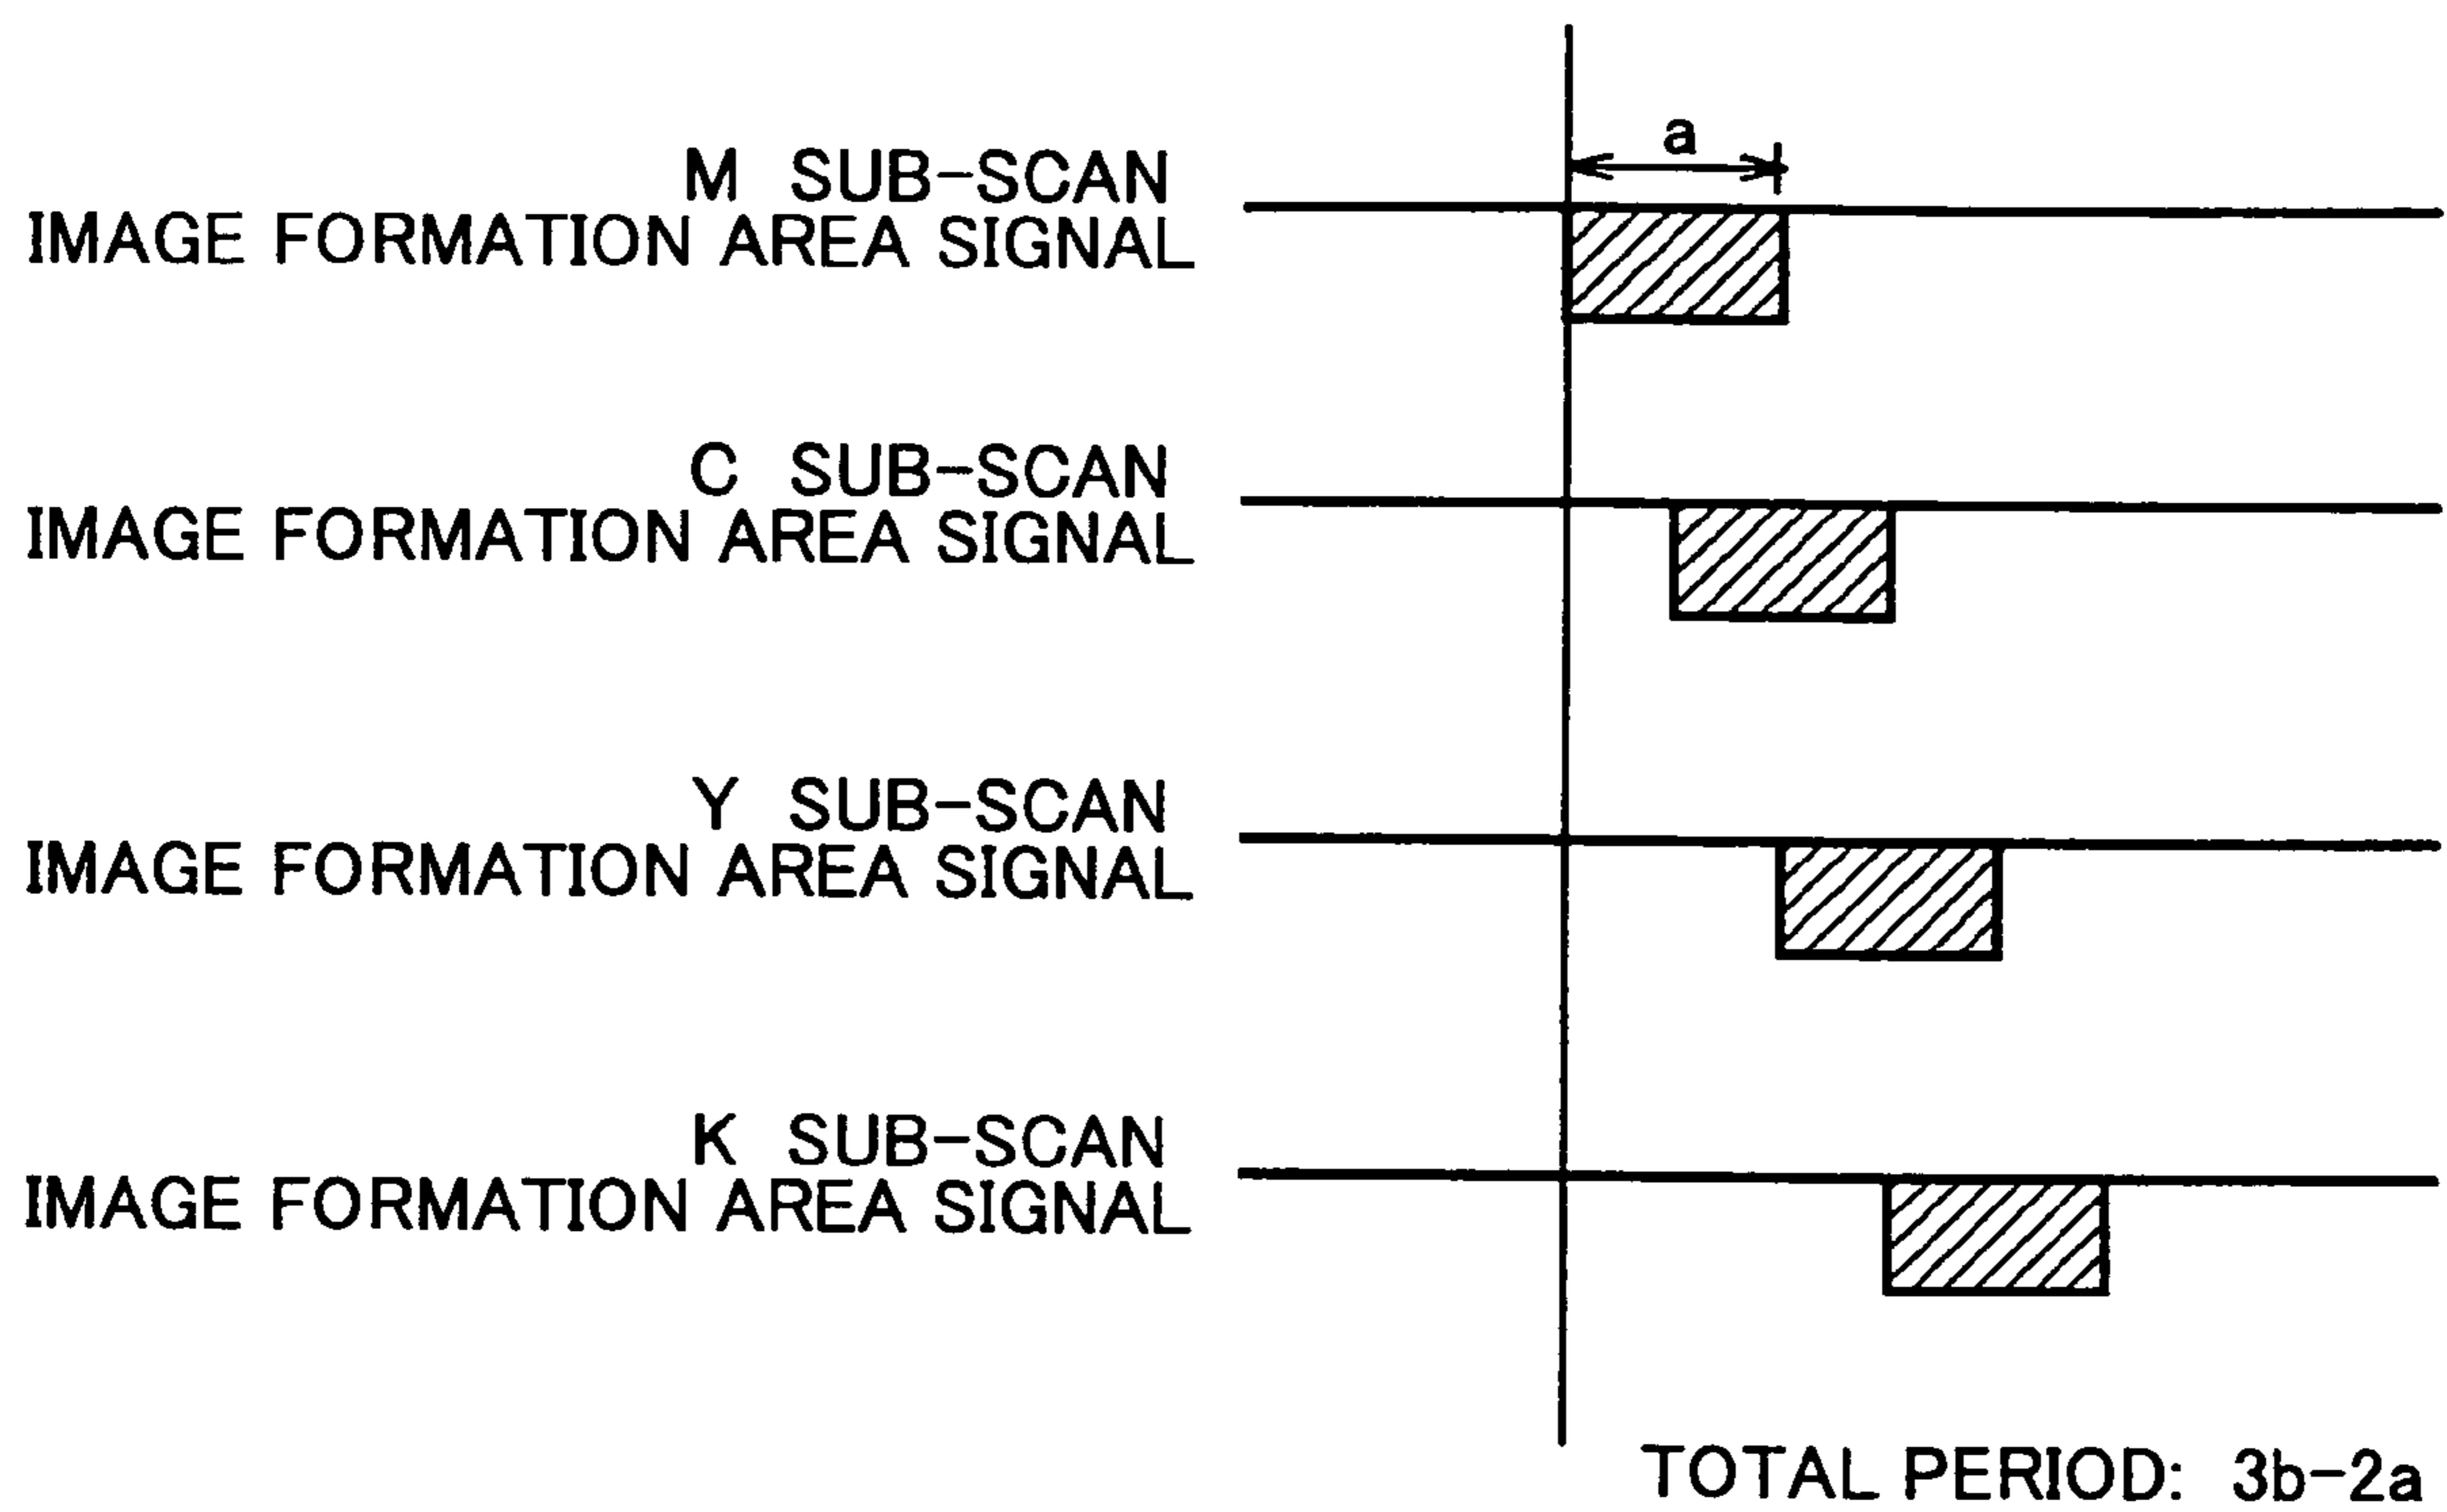 a
M SUB-SCAN
IMAGE FORMATION AREA SIGNAL
C SUB-SCAN
IMAGE FORMATION AREA SIGNAL
Y SUB-SCAN
IMAGE FORMATION AREA SIGNAL
K SUB-SCAN
IMAGE FORMATION AREA SIGNAL
TOTAL PERIOD: 3b-2a